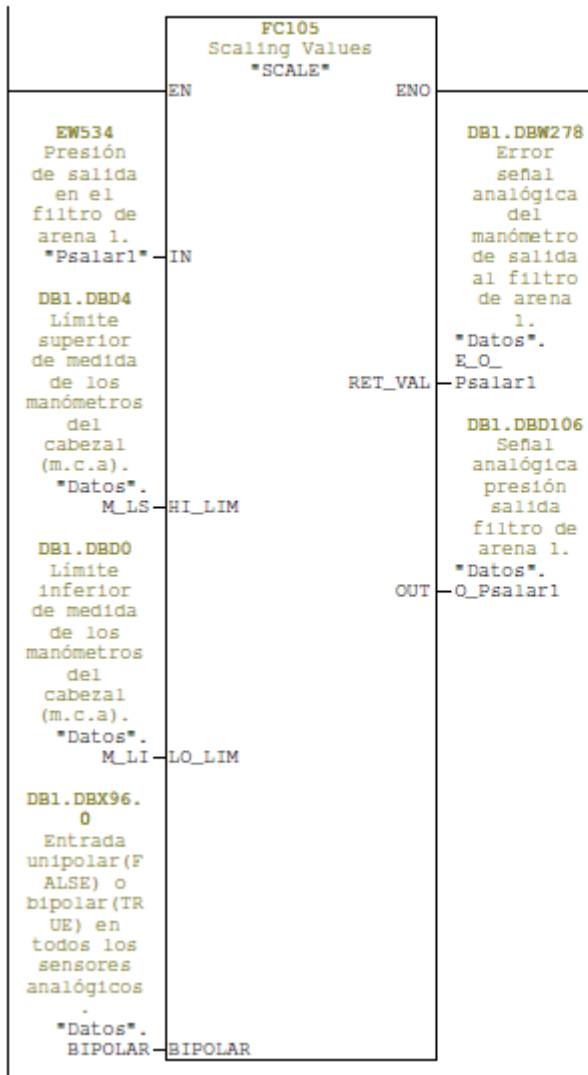 FC105
Scaling Values
"SCALE"
EN
ENO
EW534
Presión
de salida
en el
filtro de
arena 1.
"Psalar1"
IN
DB1.DBD4
Límite
superior
de medida
de los
manómetros
del
cabezal
(m.c.a).
"Datos".
M_LS
HI_LIM
DB1.DBD0
Límite
inferior
de medida
de los
manómetros
del
cabezal
(m.c.a).
"Datos".
M_LI
LO_LIM
DB1.DBX96.
0
Entrada
unipolar(F
ALSE) o
bipolar(TR
UE) en
todos los
sensores
analógicos
.
"Datos".
BIPOLAR
BIPOLAR
DB1.DBW278
Error
señal
analógica
del
manómetro
de salida
al filtro
de arena
1.
"Datos".
E_O_
RET_VAL
Psalar1
DB1.DBD106
Señal
analógica
presión
salida
filtro de
arena 1.
"Datos".
OUT
O_Psalar1